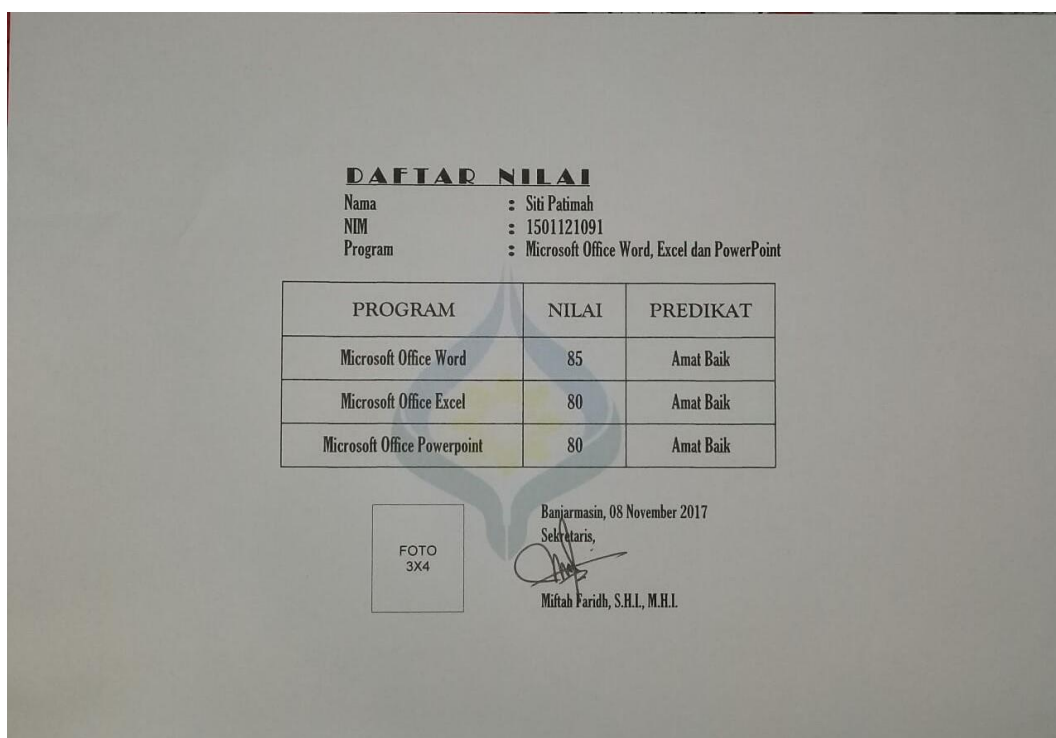 DAFTAR NILAI
Nama : Siti Patimah
NIM : 1501121091
Program : Microsoft Office Word, Excel dan PowerPoint
PROGRAM NILAI PREDIKAT
Microsoft Office Word 85 Amat Baik
Microsoft Office Excel 80 Amat Baik
Microsoft Office Powerpoint 80 Amat Baik
Banjarmasin, 08 November 2017
Sekretaris,
FOTO
3X4
Miftah Faridh, S.H.I., M.H.I.